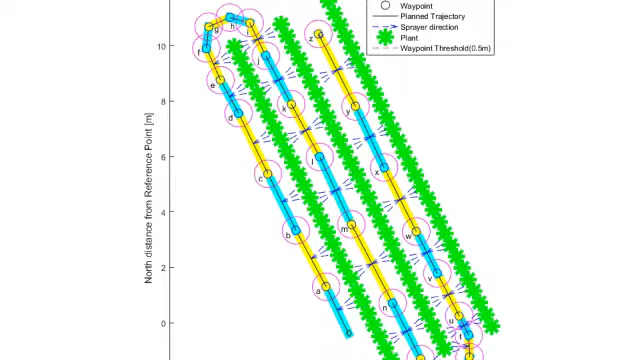 Waypoint
Planned Trajectory
Sprayer direction
Plant
Waypoint Threshold(0.5m)
North distance from Reference Point [m]
10
8
6
4
2
0
a
b
c
d
e
f
g
h
i
j
k
l
m
n
t
u
v
w
x
y
z